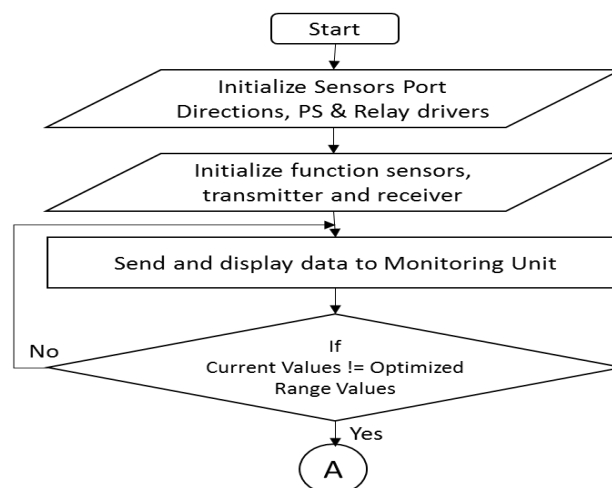 Start
Initialize Sensors Port
Directions, PS & Relay drivers
Initialize function sensors,
transmitter and receiver
Send and display data to Monitoring Unit
If
Current Values != Optimized
Range Values
No
Yes
A